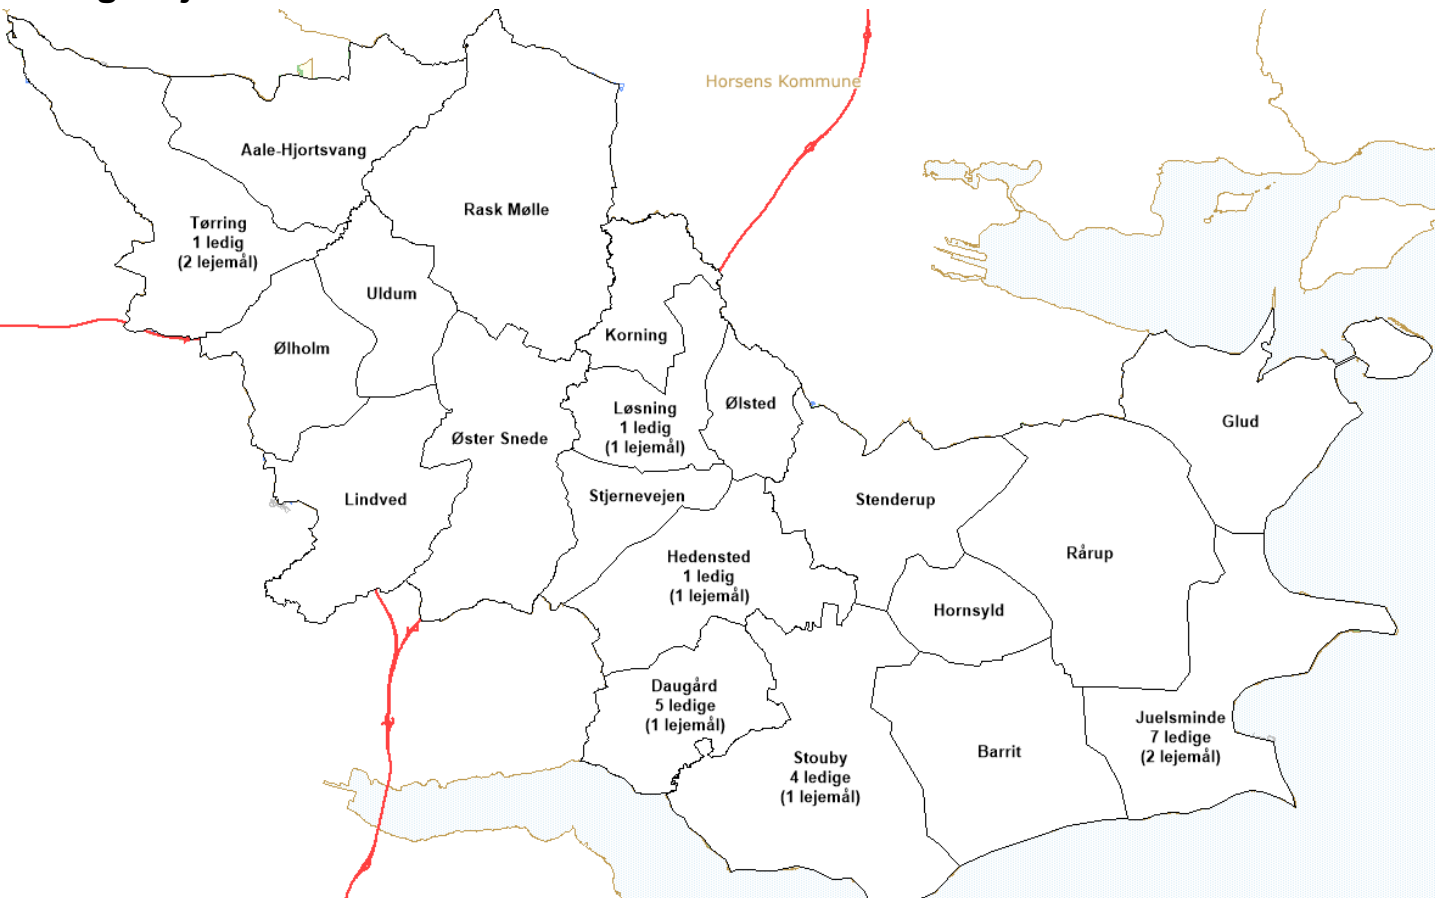 Horsens Kommune
Aale-Hjortsvang
Rask Mølle
Tørring
1 ledig
(2 lejemål)
Uldum
Ølholm
Korning
Løsning
1 ledig
(1 lejemål)
Ølsted
Glud
Øster Snede
Lindved
Stjernevejen
Stenderup
Hedensted
1 ledig
(1 lejemål)
Rårup
Hornsyld
Daugård
5 ledige
(1 lejemål)
Stouby
4 ledige
(1 lejemål)
Barrit
Juelsminde
7 ledige
(2 lejemål)